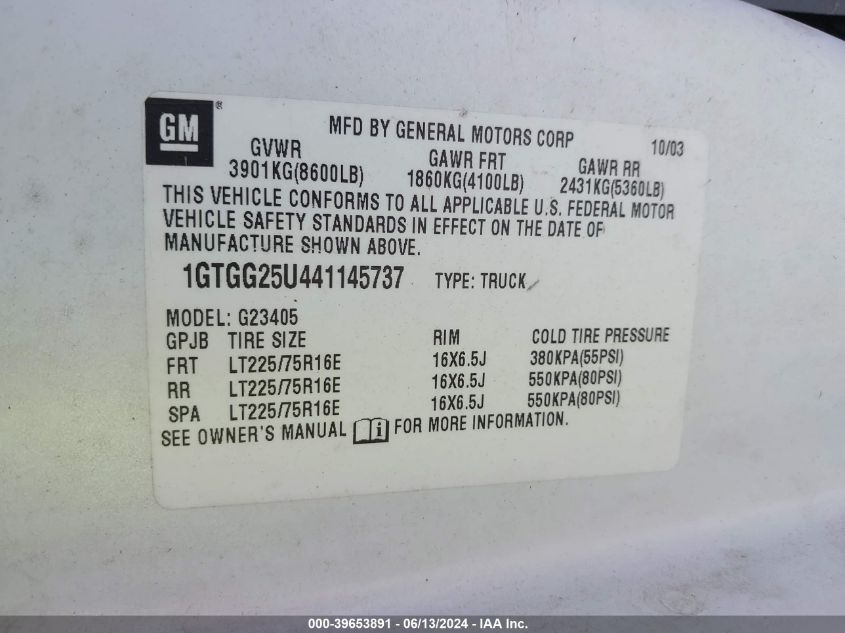 GM ®
MFD BY GENERAL MOTORS CORP 10/03
GVWR GAWR FRT GAWR RR
3901KG(8600LB) 1860KG(4100LB) 2431KG(5360LB)
THIS VEHICLE CONFORMS TO ALL APPLICABLE U.S. FEDERAL MOTOR
VEHICLE SAFETY STANDARDS IN EFFECT ON THE DATE OF
MANUFACTURE SHOWN ABOVE.
1GTGG25U441145737 TYPE: TRUCK
MODEL: G23405
GPJB TIRE SIZE RIM COLD TIRE PRESSURE
FRT LT225/75R16E 16X6.5J 380KPA(55PSI)
RR LT225/75R16E 16X6.5J 550KPA(80PSI)
SPA LT225/75R16E 16X6.5J 550KPA(80PSI)
SEE OWNER'S MANUAL i FOR MORE INFORMATION.
000-39653891 - 06/13/2024 - IAA Inc.